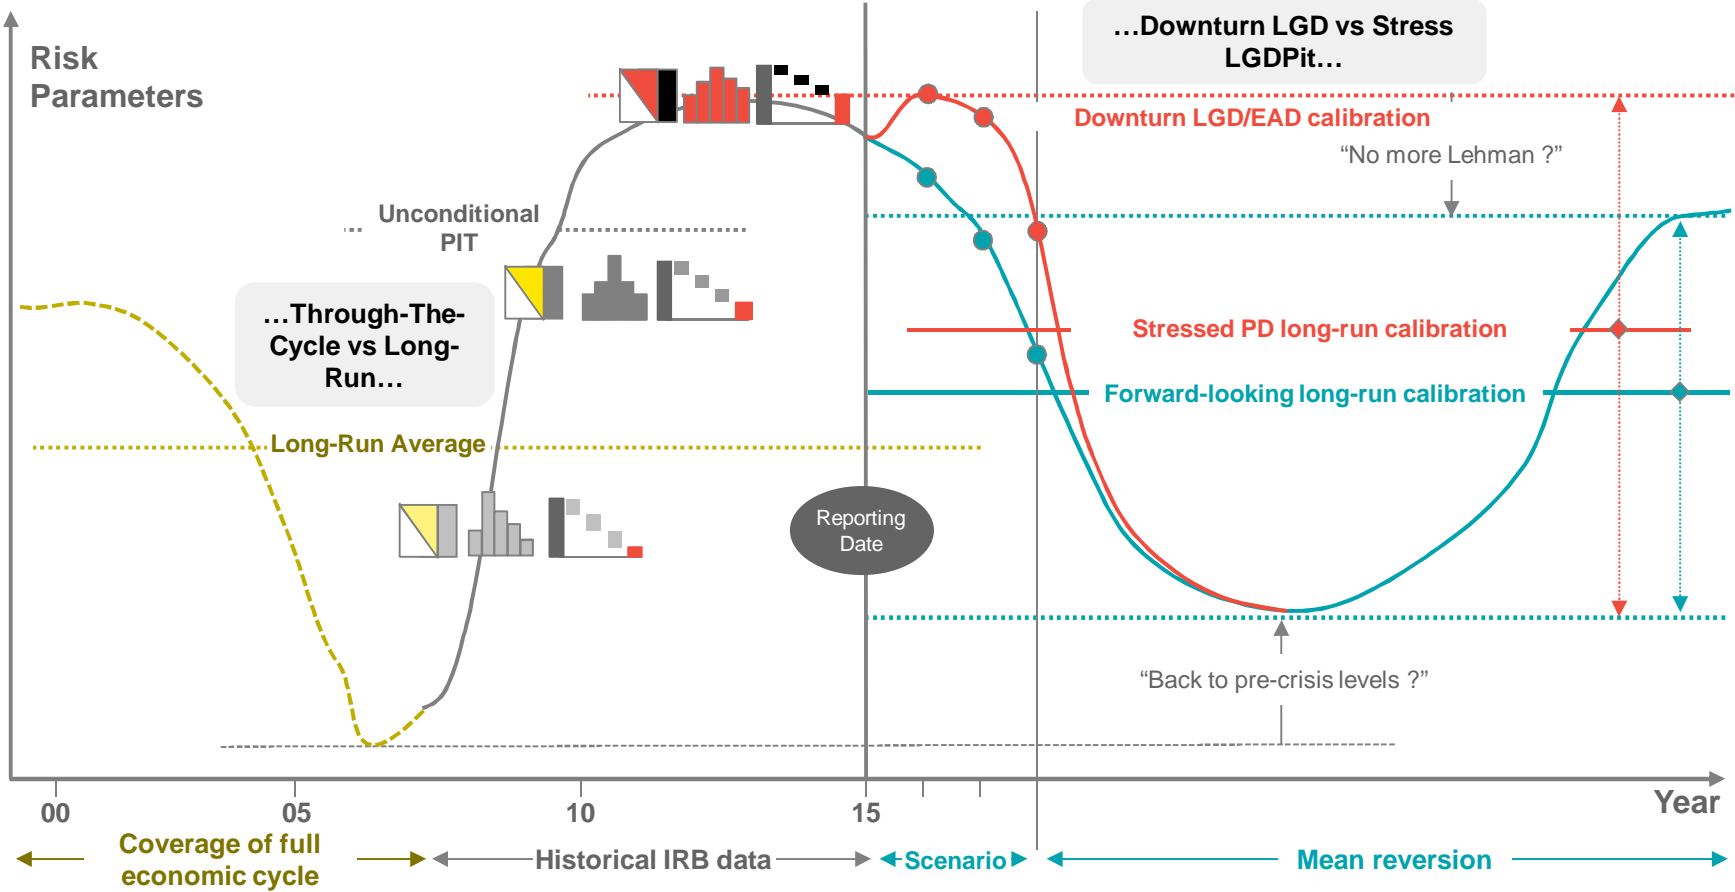 …Downturn LGD vs Stress
LGDPit…
Risk
Parameters
Downturn LGD/EAD calibration
“No more Lehman ?”
Unconditional
PIT
…Through-The-
Cycle vs Long-
Run…
Stressed PD long-run calibration
Forward-looking long-run calibration
Long-Run Average
Reporting
Date
“Back to pre-crisis levels ?”
00
05
10
15
Year
Coverage of full
economic cycle
Historical IRB data
Scenario
Mean reversion